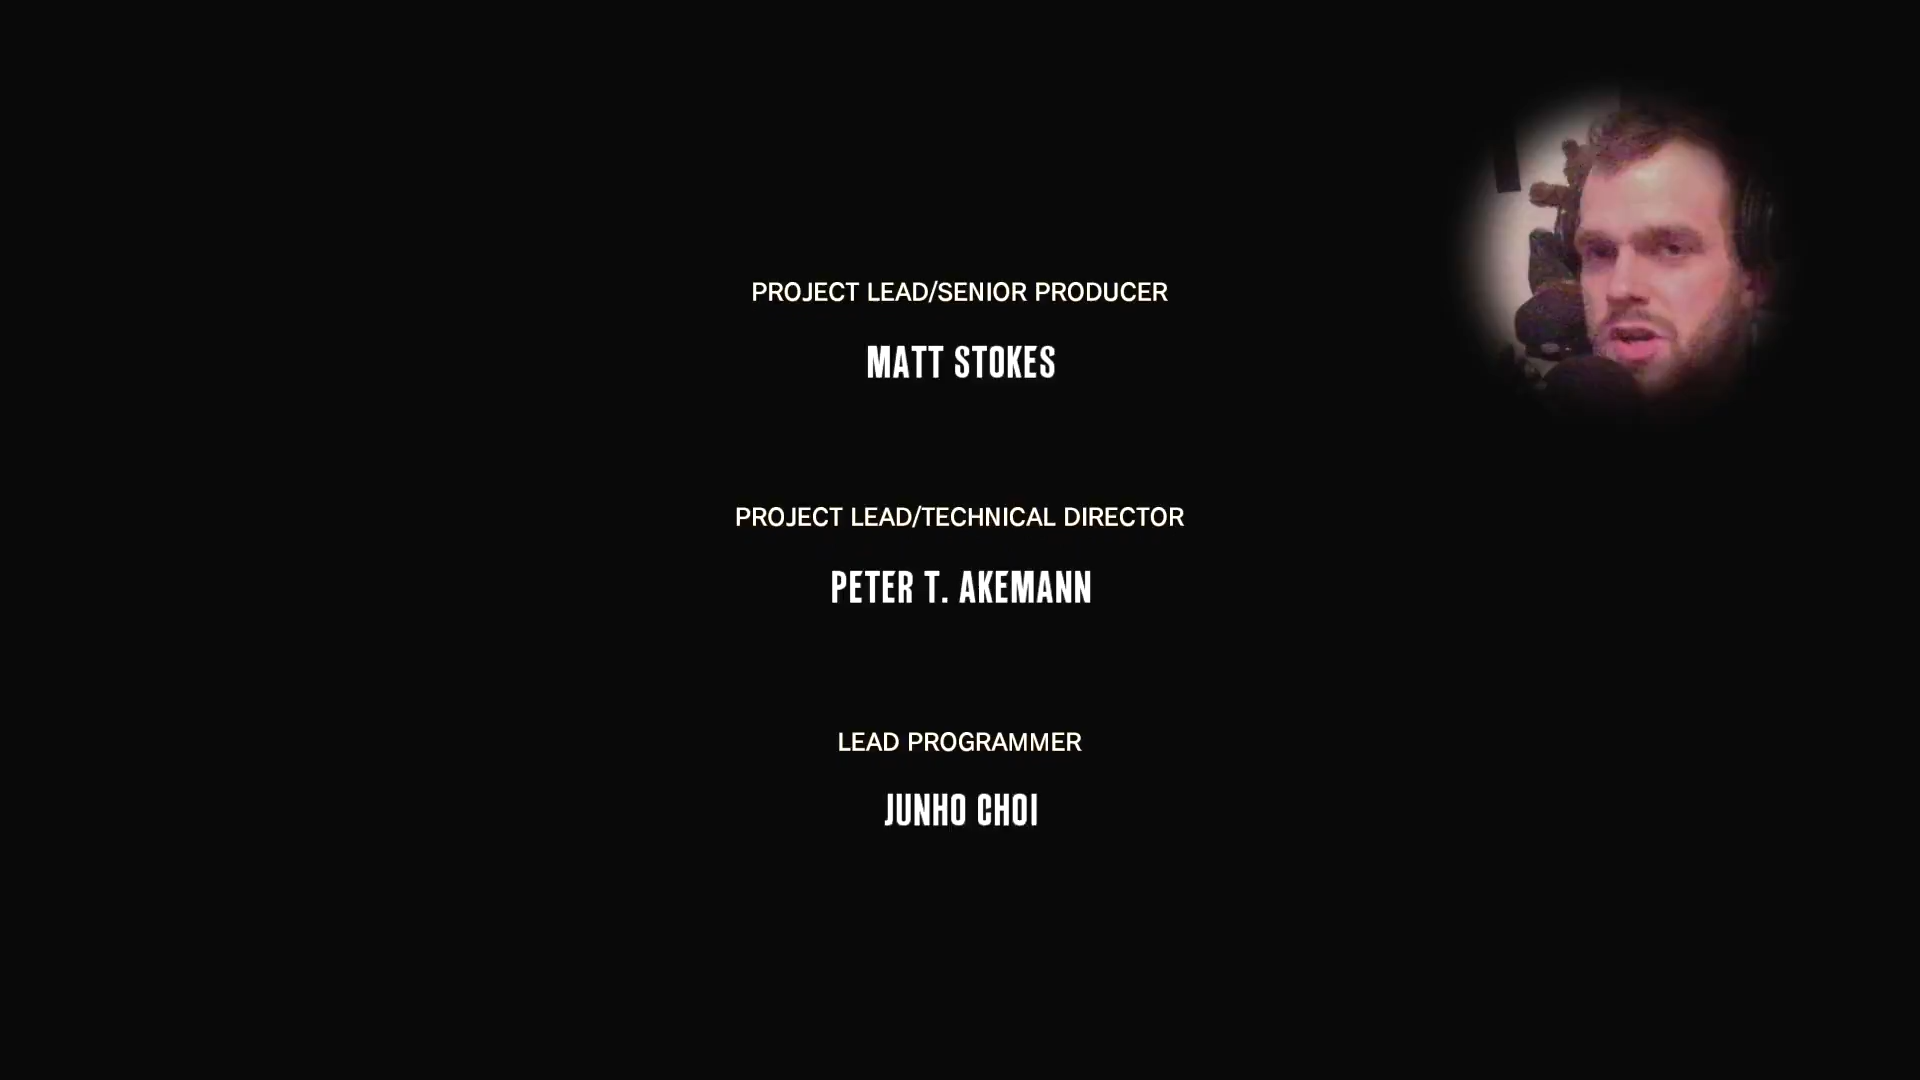 PROJECT LEAD/SENIOR PRODUCER
MATT STOKES
PROJECT LEAD/TECHNICAL DIRECTOR
PETER T. AKEMANN
LEAD PROGRAMMER
JUNHO CHOI